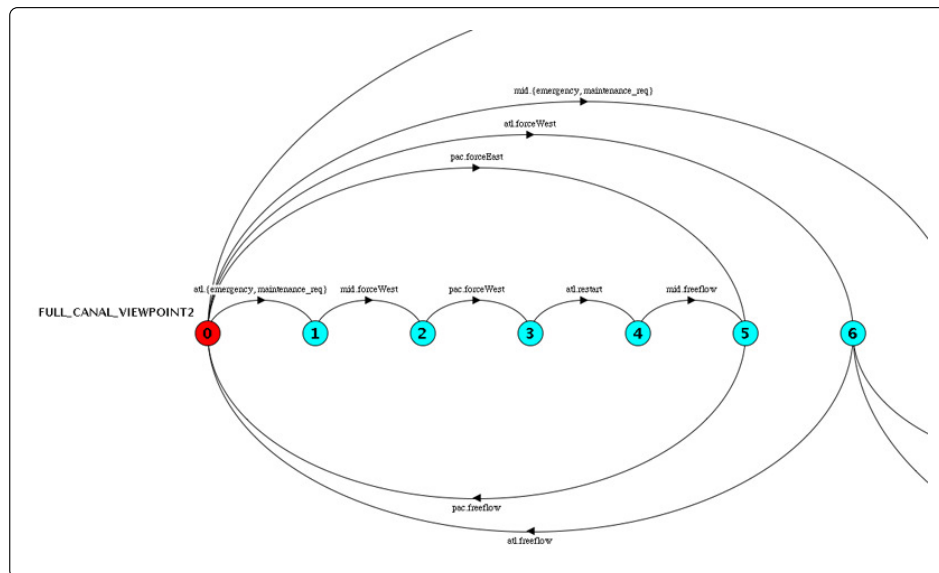 mid.{emergency, maintenance_req}
atl.forceWest
pac.forceEast
atl.{emergency, maintenance_req}
mid.forceWest
pac.forceWest
atl.restart
mid.freeflow
FULL_CANAL_VIEWPOINT2
0
1
2
3
4
5
6
pac.freeflow
atl.freeflow